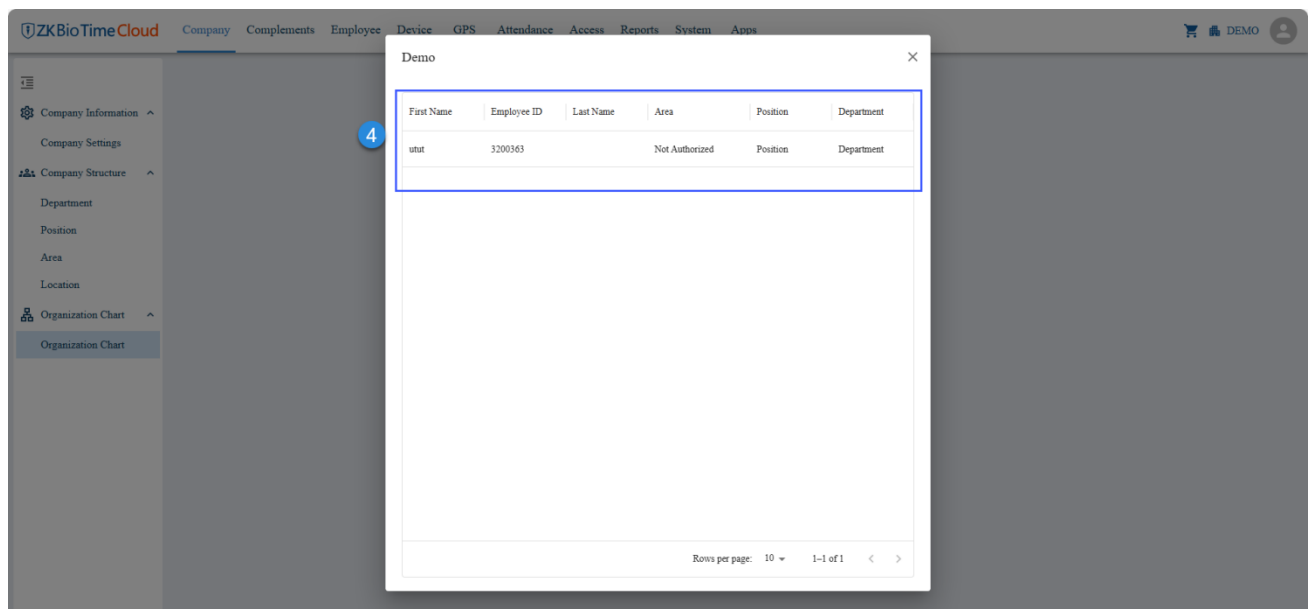 ZKBioTime Cloud Company Complements Employee Device GPS Attendance Access Reports System Apps DEMO
Demo
Company Information
Company Settings
Company Structure
Department
Position
Area
Location
Organization Chart
Organization Chart
4
First Name Employee ID Last Name Area Position Department
utut 3200363 Not Authorized Position Department
Rows per page: 10 1–1 of 1